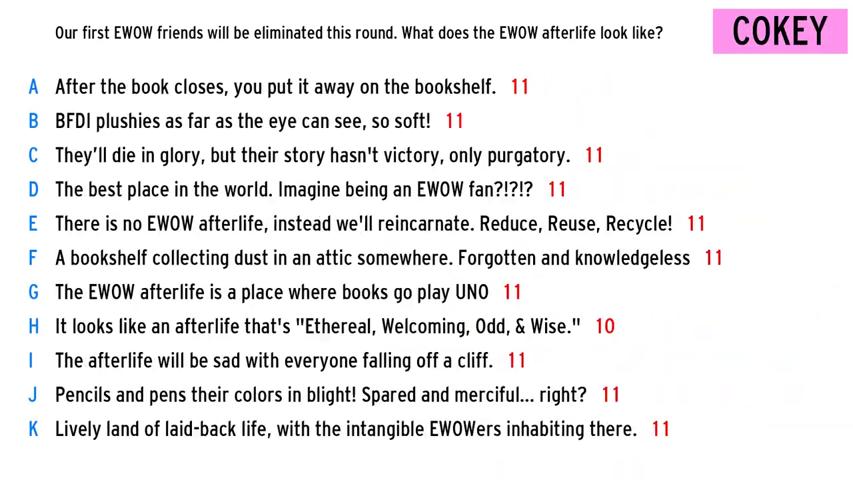 Our first EWOW friends will be eliminated this round. What does the EWOW afterlife look like?
COKEY
A After the book closes, you put it away on the bookshelf. 11
B BFDI plushies as far as the eye can see, so soft! 11
C They'll die in glory, but their story hasn't victory, only purgatory. 11
D The best place in the world. Imagine being an EWOW fan?!?!? 11
E There is no EWOW afterlife, instead we'll reincarnate. Reduce, Reuse, Recycle! 11
F A bookshelf collecting dust in an attic somewhere. Forgotten and knowledgeless 11
G The EWOW afterlife is a place where books go play UNO 11
H It looks like an afterlife that's "Ethereal, Welcoming, Odd, & Wise." 10
I The afterlife will be sad with everyone falling off a cliff. 11
J Pencils and pens their colors in blight! Spared and merciful... right? 11
K Lively land of laid-back life, with the intangible EWOWers inhabiting there. 11